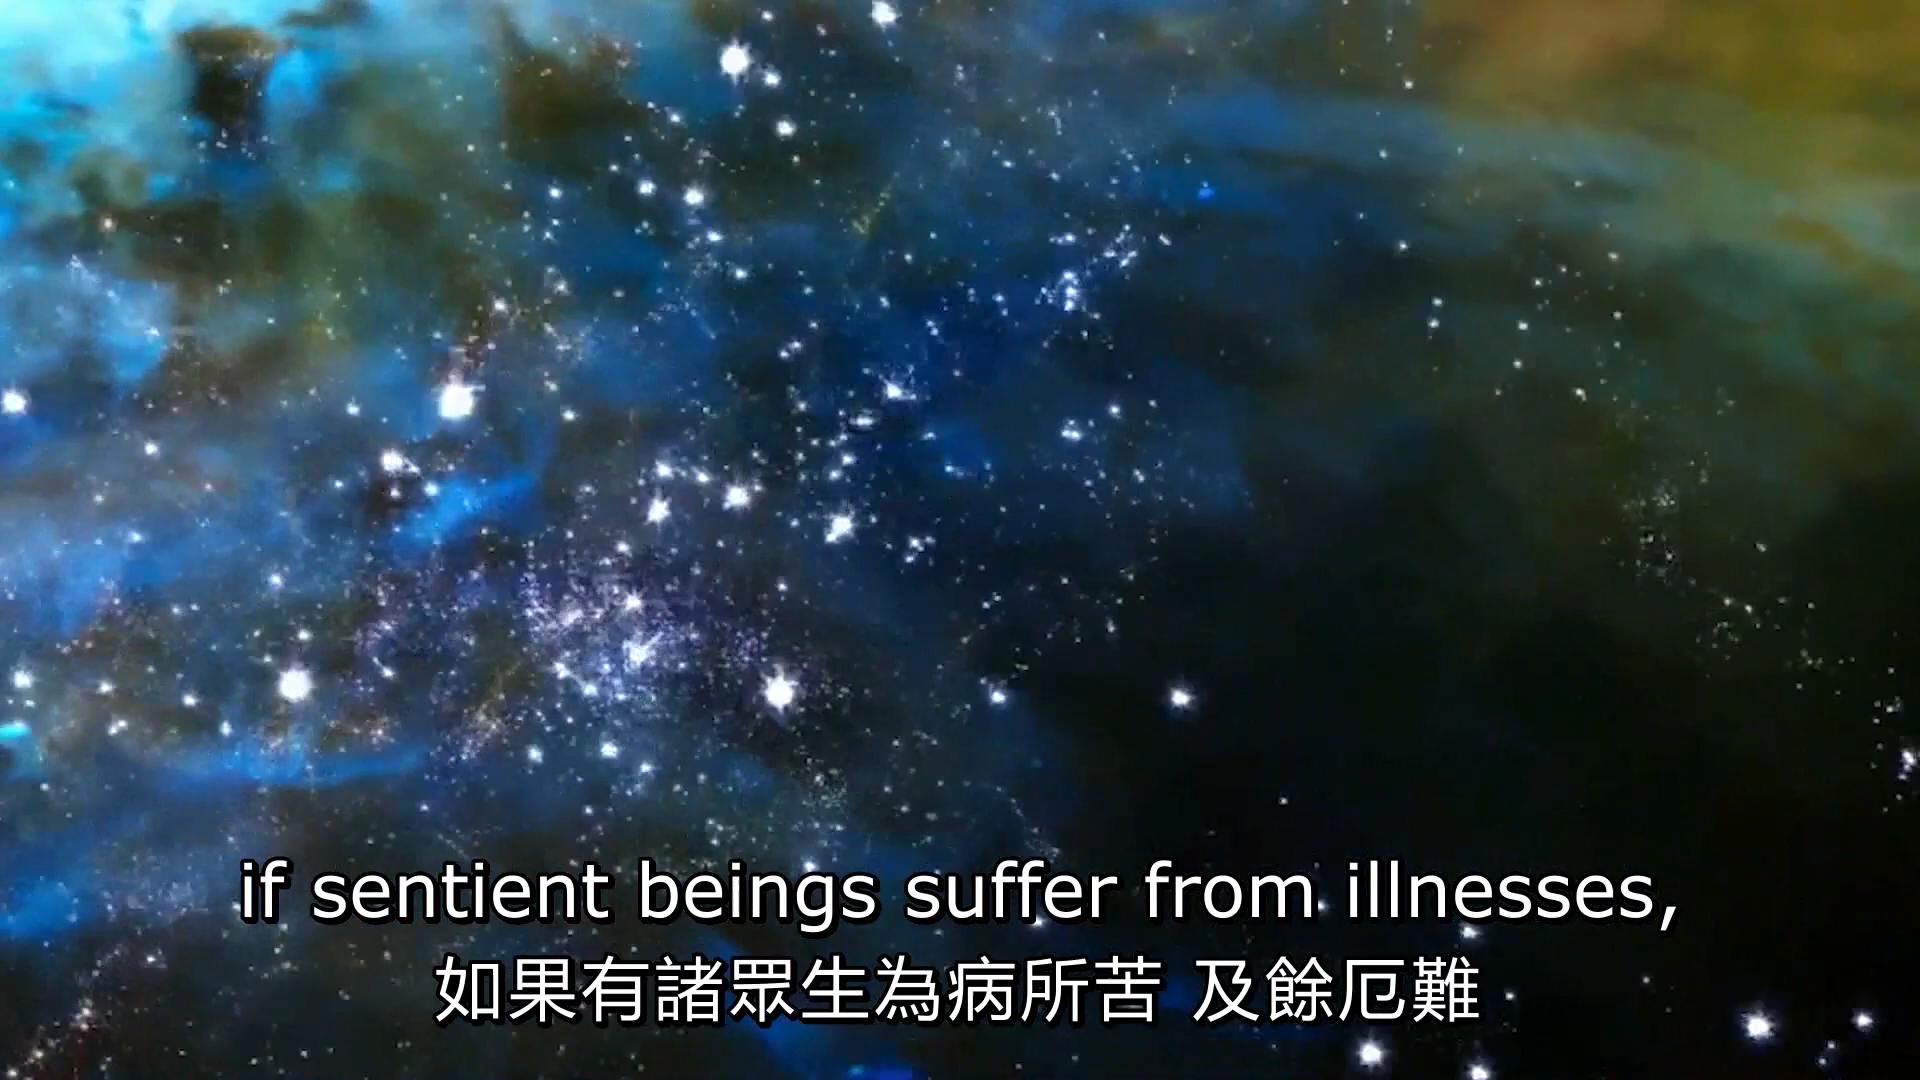 if sentient beings suffer from illnesses,
如果有諸眾生為病所苦 及餘厄難